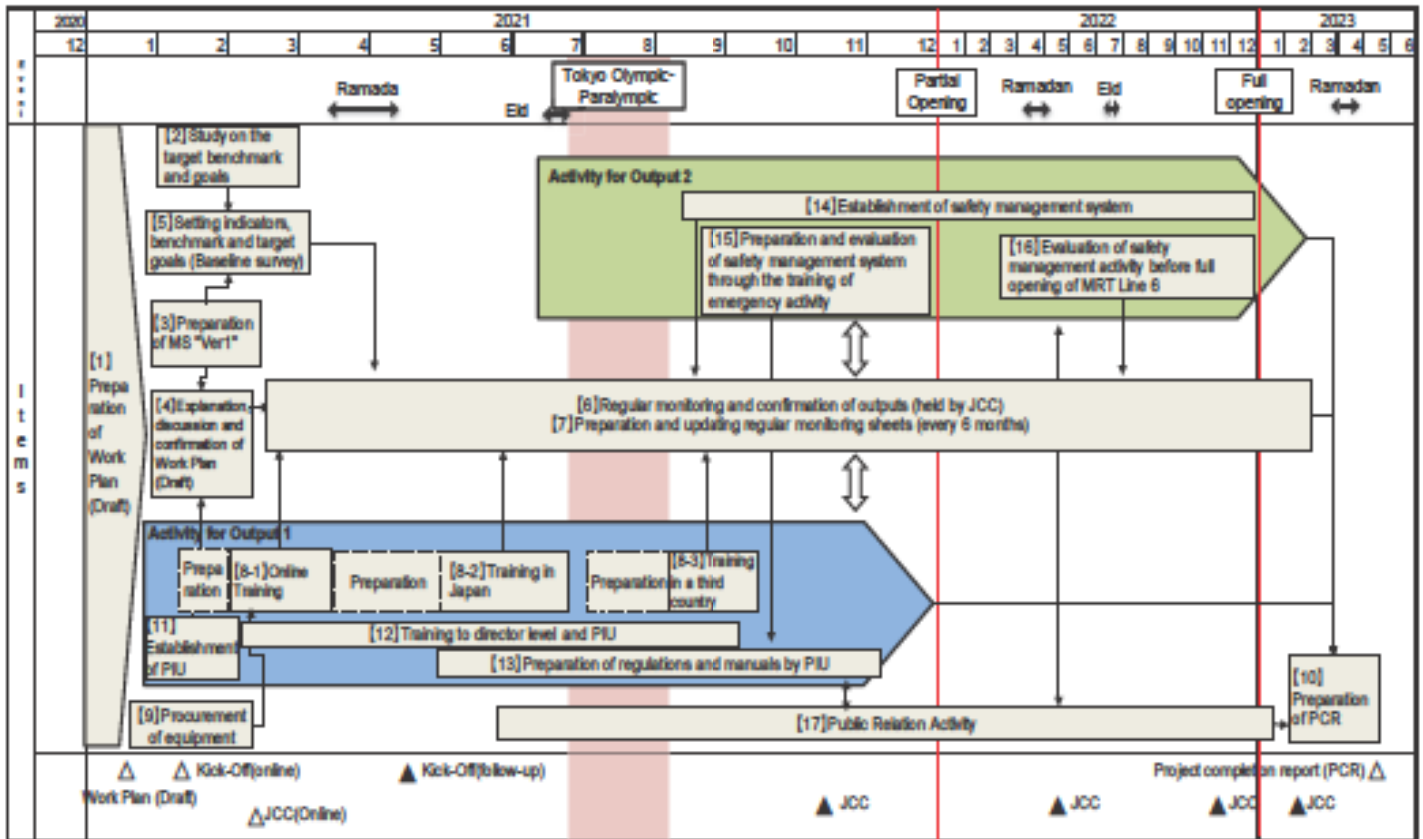 2020
2021
2022
2023
12
1
2
3
4
5
6
7
8
9
10
11
12
1
2
3
4
5
6
7
8
9
10
11
12
1
2
3
4
5
6
Ramada
Eid
Tokyo Olympic-
Paralympic
Partial
Opening
Ramadan
Eid
Full
opening
Ramadan
Items
[1]
Prepa
ration
of
Work
Plan
(Draft)
[2]Study on the
target benchmark
and goals
[5]Setting indicators,
benchmark and target
goals (Baseline survey)
[3]Preparation
of MS "Ver1"
[4]Explanation
discussion and
confirmation of
Work Plan
(Draft)
Activity for Output 2
[14]Establishment of safety management system
[15]Preparation and evaluation
of safety management system
through the training of
emergency activity
[16]Evaluation of safety
management activity before full
opening of MRT Line 6
[6]Regular monitoring and confirmation of outputs (held by JCC)
[7]Preparation and updating regular monitoring sheets (every 6 months)
Activity for Output 1
Prepa
ration
[8-1]Online
Training
Preparation
[8-2]Training in
Japan
Preparation
[8-3]Training
in a third
country
[11]
Establishment
of PIU
[12]Training to director level and PIU
[13]Preparation of regulations and manuals by PIU
[9]Procurement
of equipment
[17]Public Relation Activity
[10]
Preparation
of PCR
Kick-Off(online)
Kick-Off(follow-up)
Project completion report (PCR)
Work Plan (Draft)
JCC(Online)
JCC
JCC
JCC
JCC